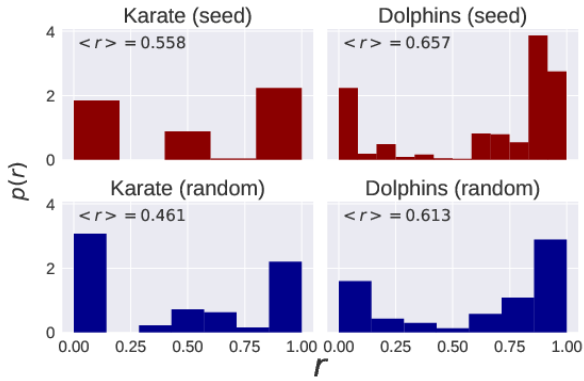 Karate (seed)
Dolphins (seed)
4
<r> = 0.558
<r> = 0.657
2
0
p(r)
Karate (random)
Dolphins (random)
4
<r> = 0.461
<r> = 0.613
2
0
0.00 0.25 0.50 0.75 1.00 0.00 0.25 0.50 0.75 1.00
r